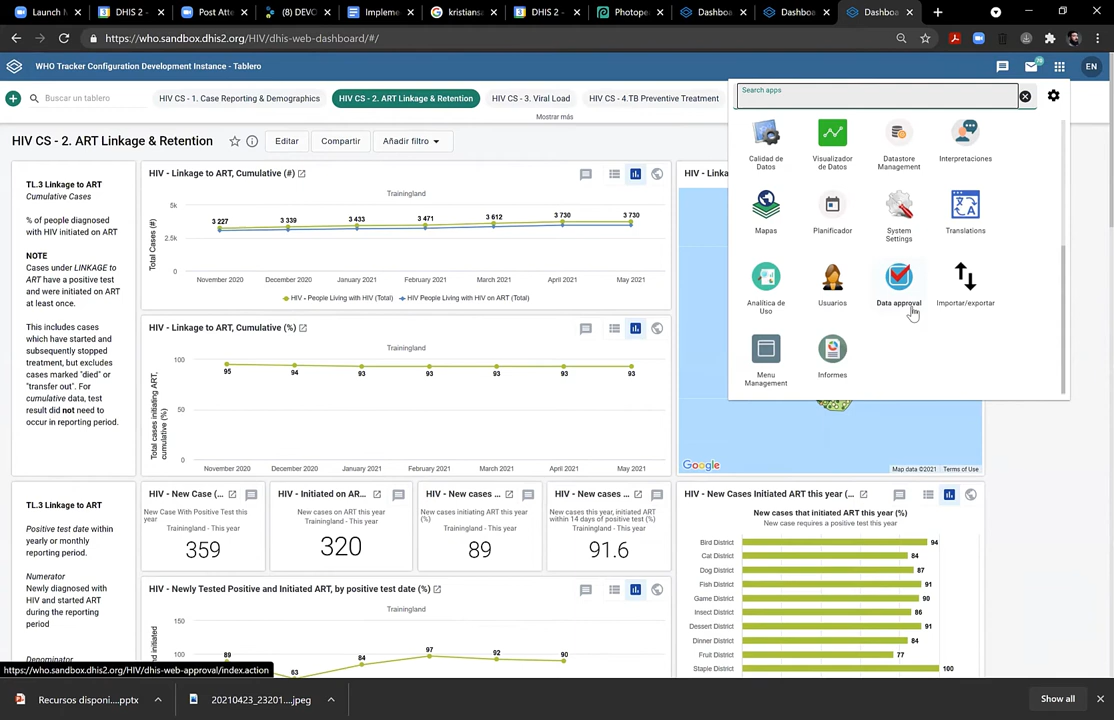 Launch M
DHIS 2 -
Post Atte
(8) DEVO
Impleme
kristiansa
DHIS 2 -
Photopea
Dashboa
Dashboa
Dashboa
https://who.sandbox.dhis2.org/HIV/dhis-web-dashboard/#/
WHO Tracker Configuration Development Instance - Tablero
EN
Buscar un tablero
HIV CS - 1. Case Reporting & Demographics
HIV CS - 2. ART Linkage & Retention
HIV CS - 3. Viral Load
HIV CS - 4.TB Preventive Treatment
Mostrar más
HIV CS - 2. ART Linkage & Retention
Editar
Compartir
Añadir filtro
Search apps
Calidad de Datos
Visualizador de Datos
Datastore Management
Interpretaciones
Mapas
Planificador
System Settings
Translations
Analítica de Uso
Usuarios
Data approval
Importar/exportar
Menu Management
Informes
TL.3 Linkage to ART
Cumulative Cases
% of people diagnosed
with HIV initiated on ART
NOTE
Cases under LINKAGE to
ART have a positive test
and were initiated on ART
at least once.
This includes cases
which have started and
subsequently stopped
treatment, but excludes
cases marked "died" or
"transfer out". For
cumulative data, test
result did not need to
occur in reporting period.
HIV - Linkage to ART, Cumulative (#)
Trainingland
Total Cases (#)
5k
2.5k
0
3 227
3 339
3 433
3 471
3 612
3 730
3 730
November 2020
December 2020
January 2021
February 2021
March 2021
April 2021
May 2021
HIV - People Living with HIV (Total)
HIV People Living with HIV on ART (Total)
HIV - Linkage to ART, Cumulative (%)
Trainingland
Total cases initiating ART,
cumulative (%)
100
50
0
95
94
93
93
93
93
93
November 2020
December 2020
January 2021
February 2021
March 2021
April 2021
May 2021
HIV - Linka
Google
Map data ©2021
Terms of Use
TL.3 Linkage to ART
Positive test date within
yearly or monthly
reporting period.
Numerator
Newly diagnosed with
HIV and started ART
during the reporting
period
Denominator
HIV - New Case (...
New Case With Positive test this
year
Trainingland - This year
359
HIV - Initiated on AR...
New cases on ART this year
Trainingland - This year
320
HIV - New cases ...
New cases initiating ART this year
(%)
Trainingland - This year
89
HIV - New cases ...
New cases this year, initiated
ART within 14 days of positive test (%)
Trainingland - This year
91.6
HIV - Newly Tested Positive and Initiated ART, by positive test date (%)
Trainingland
150
100
89
63
84
97
92
90
HIV - New Cases Initiated ART this year (...
New cases that initiated ART this year (%)
New case requires a positive test this year
Bird District 94
Cat District 84
Dog District 87
Fish District 91
Game District 90
Insect District 86
Dessert District 91
Dinner District 84
Fruit District 77
Staple District 100
https://who.sandbox.dhis2.org/HIV/dhis-web-approval/index.action
Recursos disponi....pptx
20210423_23201....jpeg
Show all